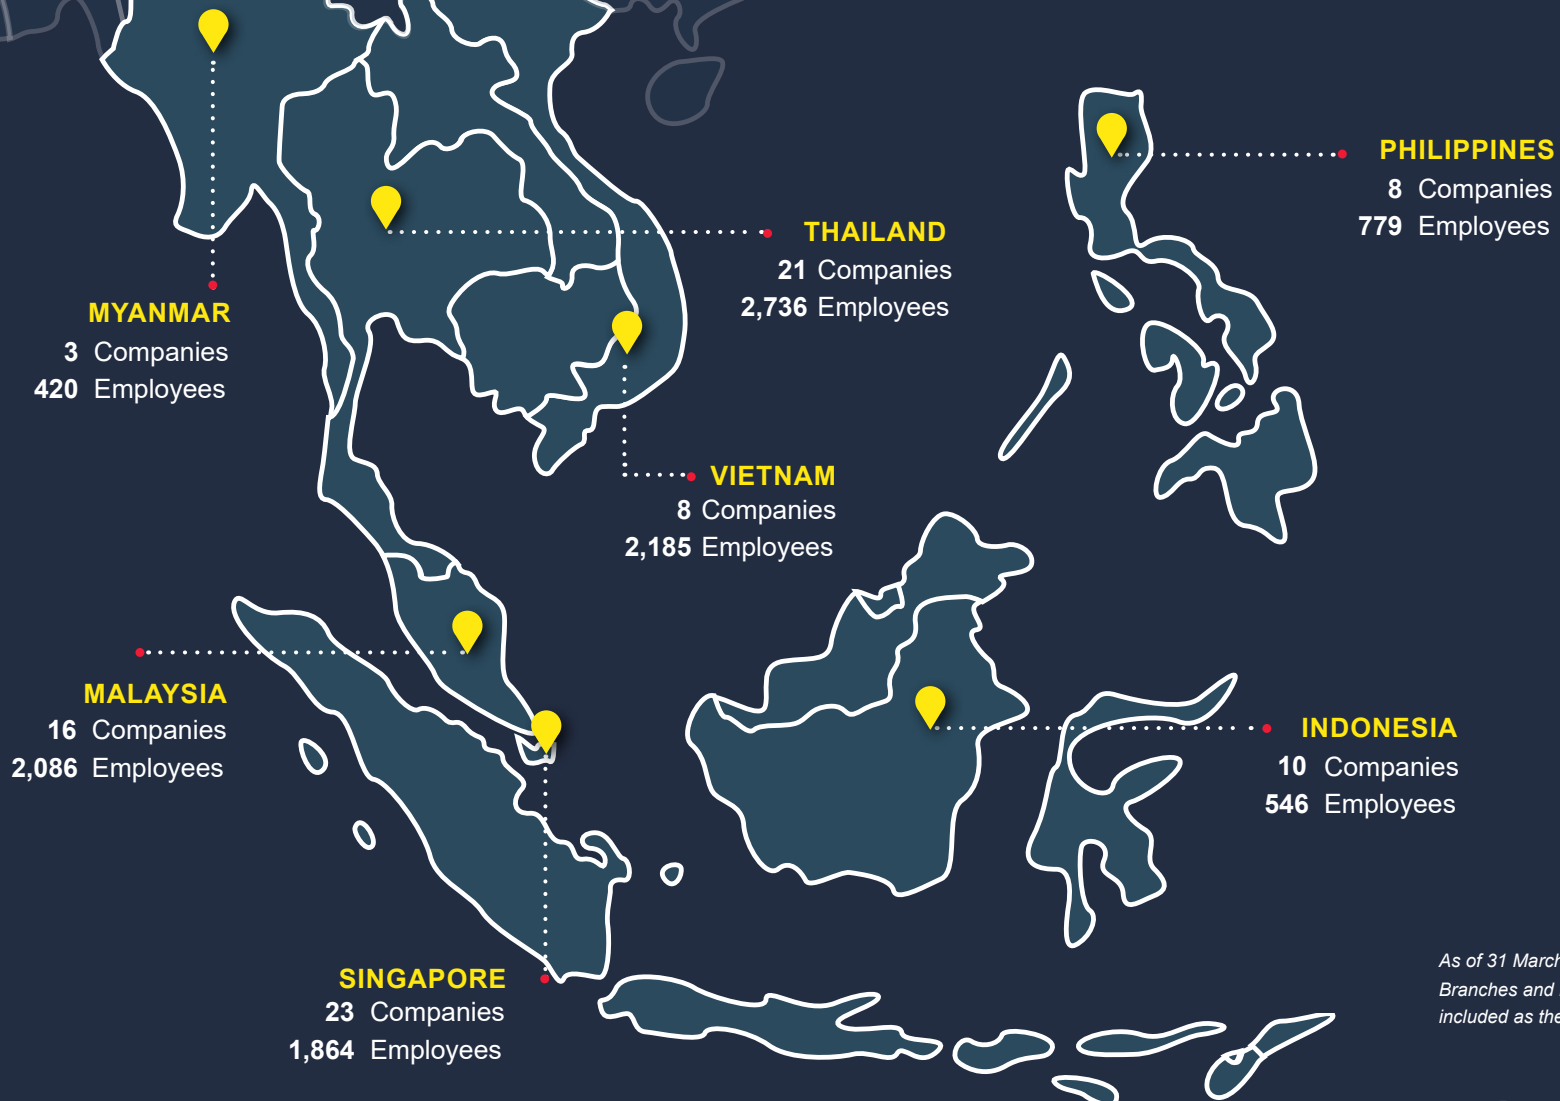 PHILIPPINES
8 Companies
779 Employees
THAILAND
21 Companies
2,736 Employees
MYANMAR
3 Companies
420 Employees
VIETNAM
8 Companies
2,185 Employees
MALAYSIA
16 Companies
2,086 Employees
INDONESIA
10 Companies
546 Employees
SINGAPORE
23 Companies
1,864 Employees
As of 31 March
Branches and
included as the